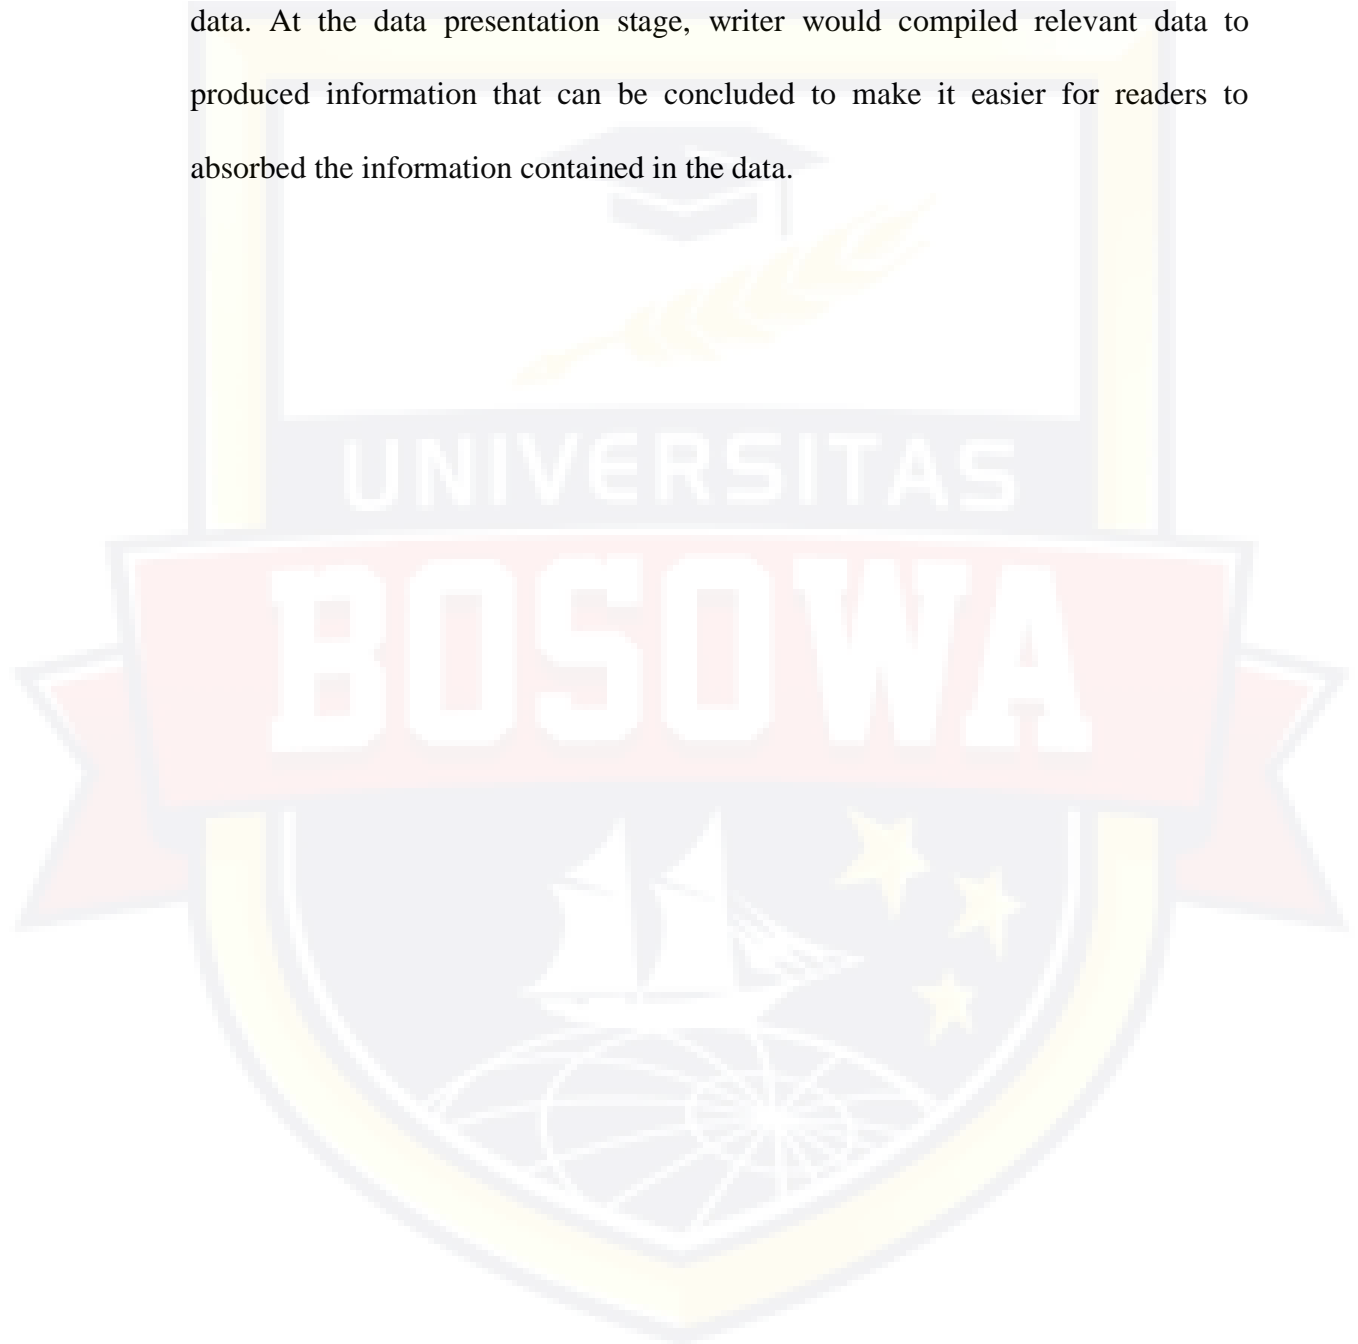 data. At the data presentation stage, writer would compiled relevant data to
produced information that can be concluded to make it easier for readers to
absorbed the information contained in the data.
UNIVERSITAS
BOSOWA